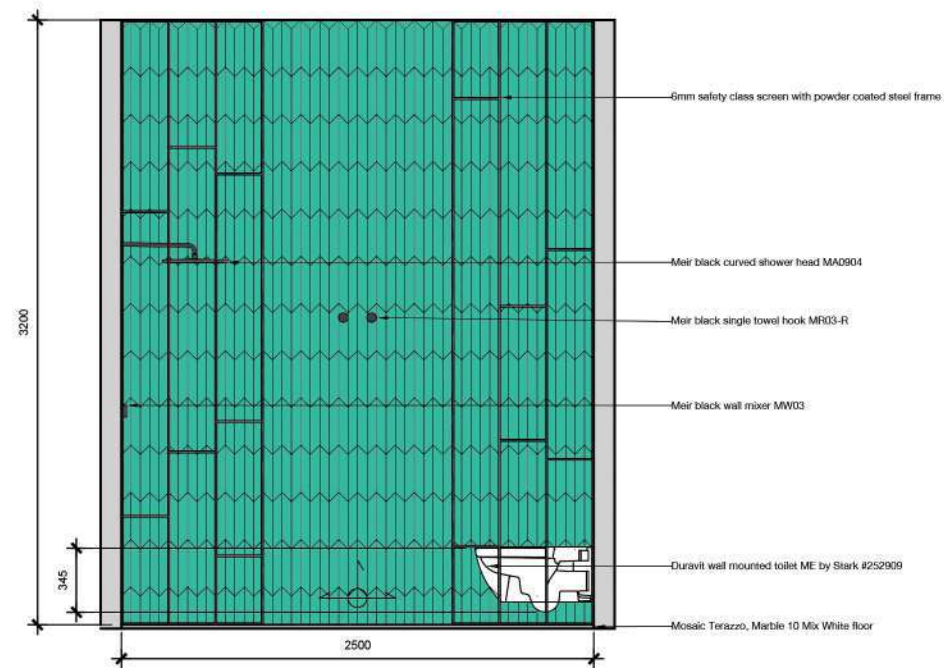 6mm safety class screen with powder coated steel frame
Meir black curved shower head MA0904
3200
Meir black single towel hook MR03-R
Meir black wall mixer MW03
345
Duravit wall mounted toilet ME by Stark #252909
Mosaic Terazzo, Marble 10 Mix White floor
2500